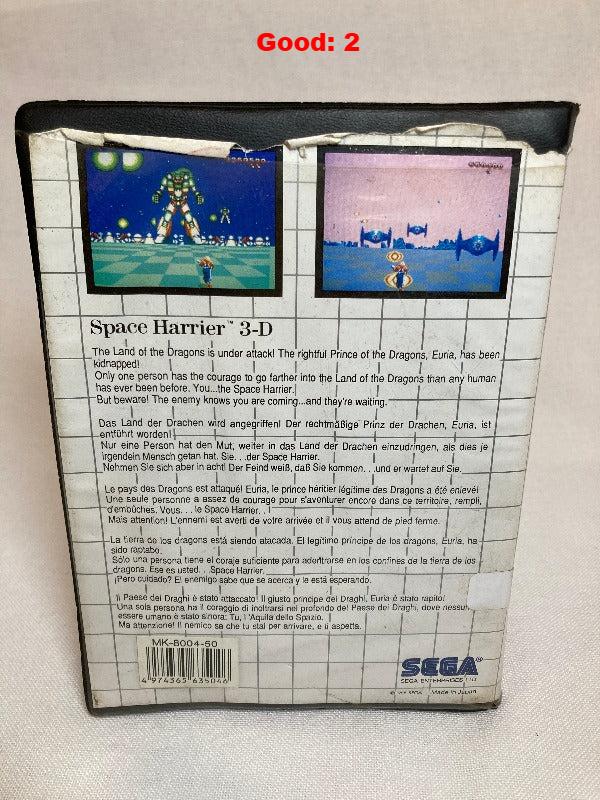 Good: 2
Space Harrier™ 3-D
The Land of the Dragons is under attack! The rightful Prince of the Dragons, Euria, has been
kidnapped!
Only one person has the courage to go farther into the Land of the Dragons than any human
has ever been before. You...the Space Harrier.
But beware! The enemy knows you are coming...and they're waiting.
Das Land der Drachen wird angegriffen! Der rechtmäßige Prinz der Drachen, Euria, ist
entführt worden!
Nur eine Person hat den Mut, weiter in das Land der Drachen einzudringen, als dies je
irgendein Mensch getan hat. Sie. . .der Space Harrier.
Nehmen Sie sich aber in acht! Der Feind weiß, daß Sie kommen. . .und er wartet auf Sie.
Le pays des Dragons est attaqué! Euria, le prince héritier légitime des Dragons a été enlevé!
Une seule personne a assez de courage pour s'aventurer encore dans ce territoire, rempli,
d'embûches. Vous. . . le Space Harrier. . .!
Mais attention! L'ennemi est averti de votre arrivée et il vous attend de pied ferme.
La tierra de los dragones está siendo atacada. El legítimo príncipe de los dragones, Euria, ha
sido raptado.
Sólo una persona tiene el coraje suficiente para adentrarse en los confines de la tierra de los
dragones. Ese es usted. . .Space Harrier.
¡Pero cuidado? El enemigo sabe que se acerca y le está esperando.
Il Paese dei Draghi è stato attaccato! Il giusto principe dei Draghi, Euria è stato rapito!
Una sola persona ha il coraggio di inoltrarsi nel profondo del Paese dei Draghi, dove nessun
essere umano è stato sinora: Tu, l'Aquila dello Spazio.
Ma attenzione! Il nemico sa che tu stai per arrivare, e ti aspetta.
MK-8004-50
4 974365 635046
SEGA®
SEGA ENTERPRISES LTD.
SEGA Made in Japan